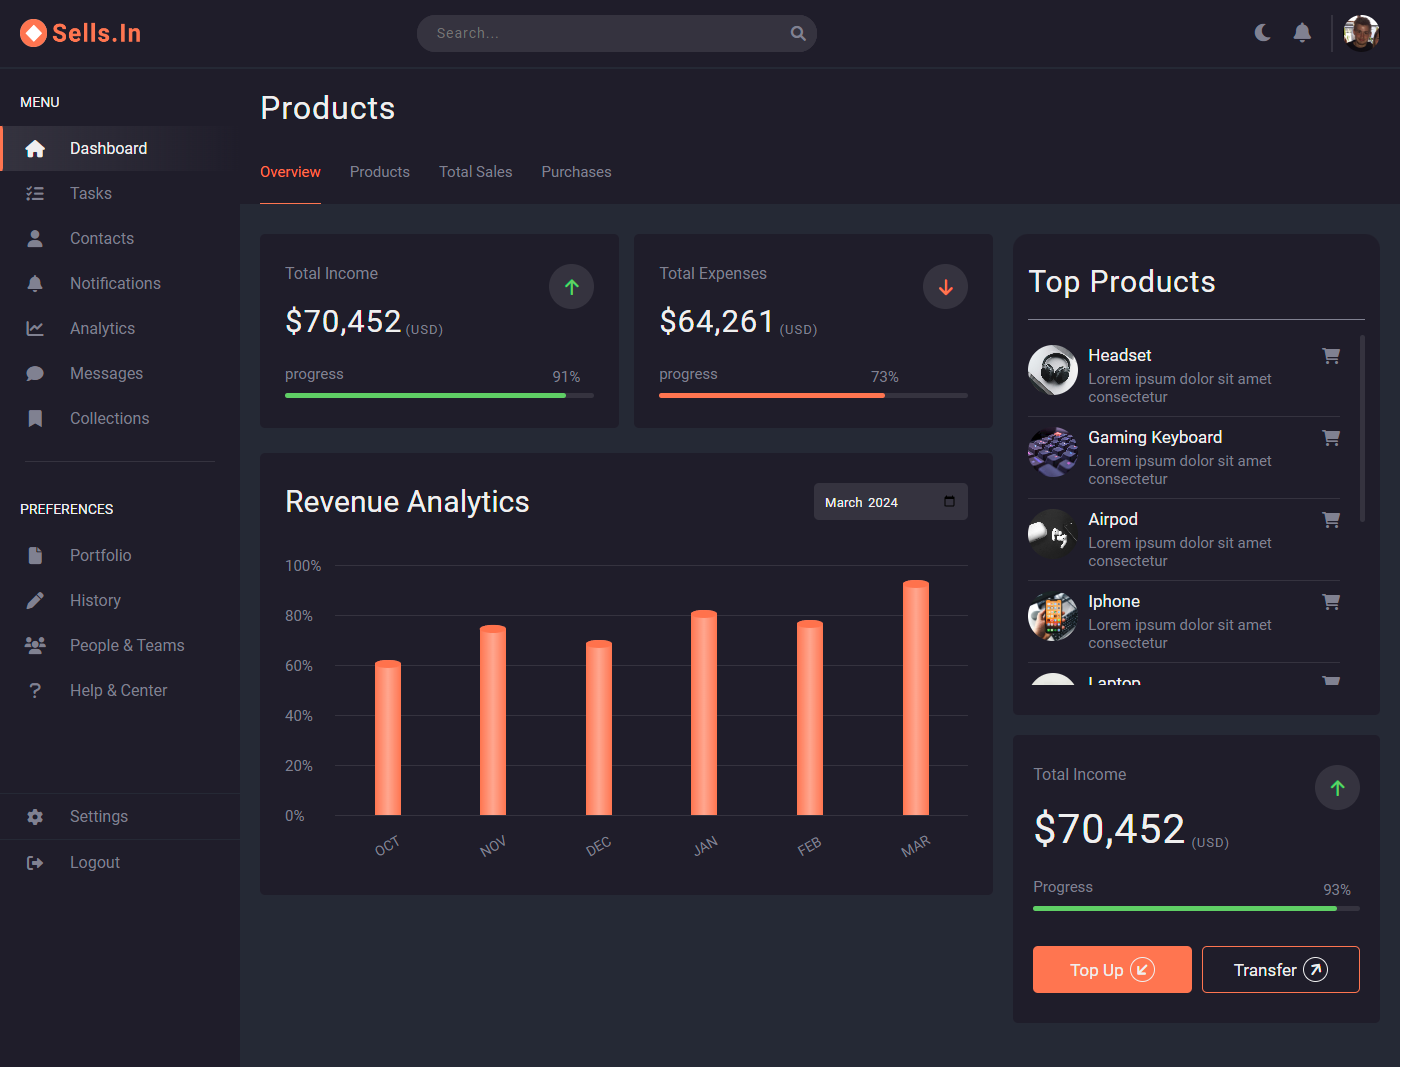 Sells.In
Search...
MENU
Dashboard
Tasks
Contacts
Notifications
Analytics
Messages
Collections
PREFERENCES
Portfolio
History
People & Teams
Help & Center
Settings
Logout
Products
Overview Products Total Sales Purchases
Total Income
$70,452 (USD)
progress 91%
Total Expenses
$64,261 (USD)
progress 73%
Revenue Analytics
March 2024
100%
80%
60%
40%
20%
0%
OCT NOV DEC JAN FEB MAR
Top Products
Headset
Lorem ipsum dolor sit amet
consectetur
Gaming Keyboard
Lorem ipsum dolor sit amet
consectetur
Airpod
Lorem ipsum dolor sit amet
consectetur
Iphone
Lorem ipsum dolor sit amet
consectetur
Laptop
Total Income
$70,452 (USD)
Progress 93%
Top Up Transfer